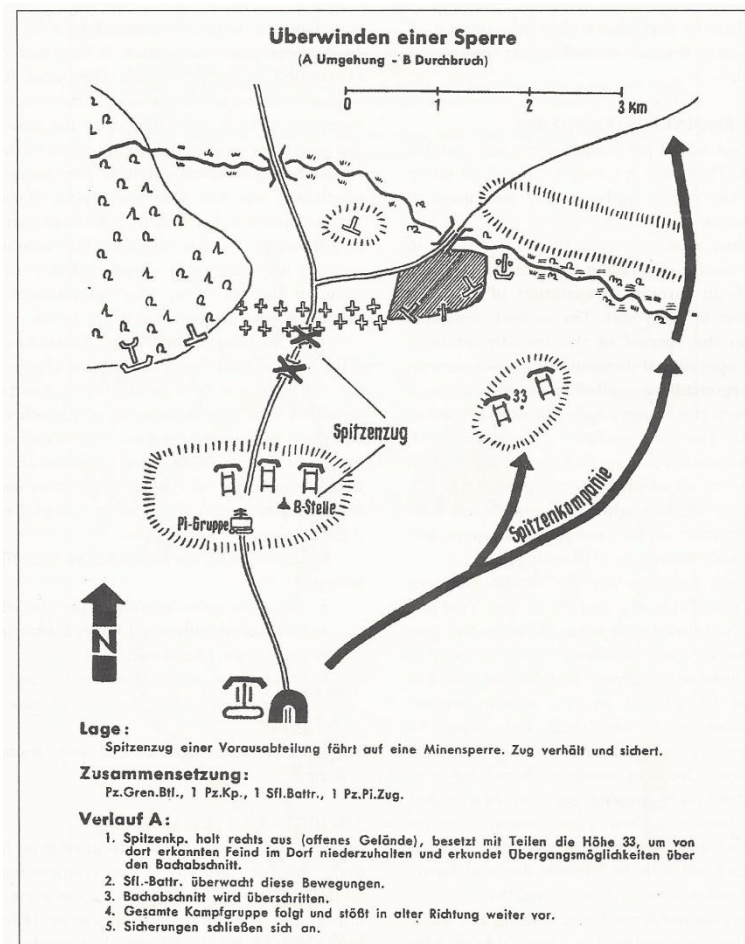 Überwinden einer Sperre
(A Umgehung - B Durchbruch)
0 1 2 3 Km
33
Spitzenzug
Spitzenkompanie
B-Stelle
Pi-Gruppe
N
Lage:
Spitzenzug einer Vorausabteilung fährt auf eine Minensperre. Zug verhält und sichert.
Zusammensetzung:
Pz.Gren.Btl., 1 Pz.Kp., 1 Sfl.Battr., 1 Pz.Pi.Zug.
Verlauf A:
1. Spitzenkp. holt rechts aus (offenes Gelände), besetzt mit Teilen die Höhe 33, um von
dort erkannten Feind im Dorf niederzuhalten und erkundet Übergangsmöglichkeiten über
den Bachabschnitt.
2. Sfl.-Battr. überwacht diese Bewegungen.
3. Bachabschnitt wird überschritten.
4. Gesamte Kampfgruppe folgt und stößt in alter Richtung weiter vor.
5. Sicherungen schließen sich an.